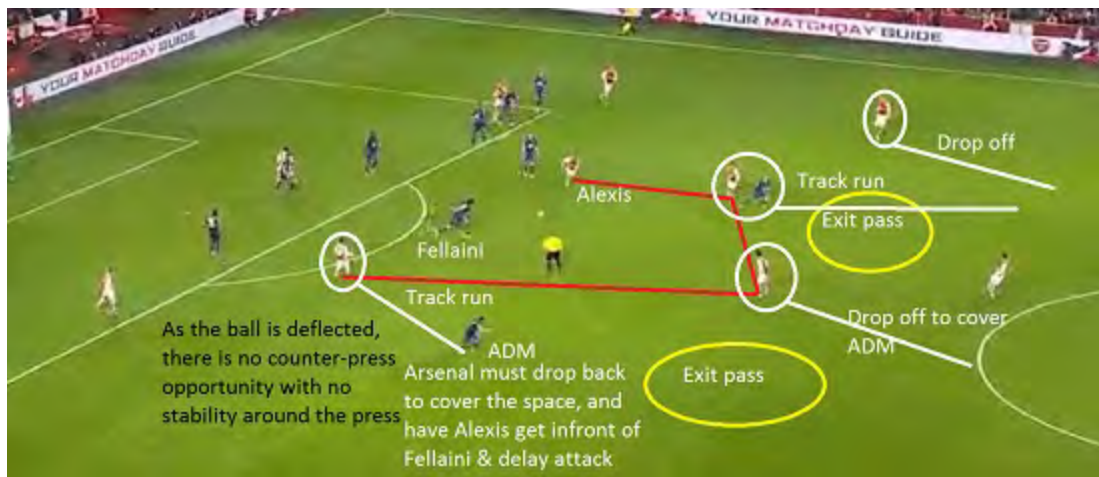 YOUR MATCHDAY GUIDE
YOUR MATCHDAY GUIDE
Drop off
Alexis
Track run
Exit pass
Fellaini
Track run
Drop off to cover
ADM
As the ball is deflected,
there is no counter-press
opportunity with no
stability around the press
ADM
Arsenal must drop back
to cover the space, and
have Alexis get infront of
Fellaini & delay attack
Exit pass